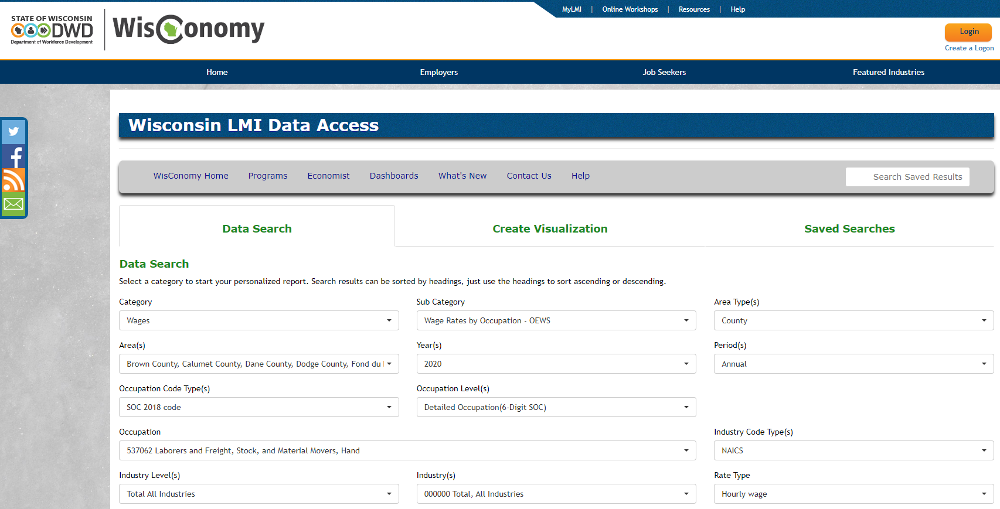 MyLMI | Online Workshops | Resources | Help
STATE OF WISCONSIN
DWD
Department of Workforce Development
WisConomy
Login
Create a Logon
Home Employers Job Seekers Featured Industries
Wisconsin LMI Data Access
WisConomy Home Programs Economist Dashboards What's New Contact Us Help Search Saved Results
Data Search Create Visualization Saved Searches
Data Search
Select a category to start your personalized report. Search results can be sorted by headings, just use the headings to sort ascending or descending.
Category Sub Category Area Type(s)
Wages Wage Rates by Occupation - OEWS County
Area(s) Year(s) Period(s)
Brown County, Calumet County, Dane County, Dodge County, Fond du 2020 Annual
Occupation Code Type(s) Occupation Level(s)
SOC 2018 code Detailed Occupation(6-Digit SOC)
Occupation Industry Code Type(s)
537062 Laborers and Freight, Stock, and Material Movers, Hand NAICS
Industry Level(s) Industry(s) Rate Type
Total All Industries 000000 Total, All Industries Hourly wage